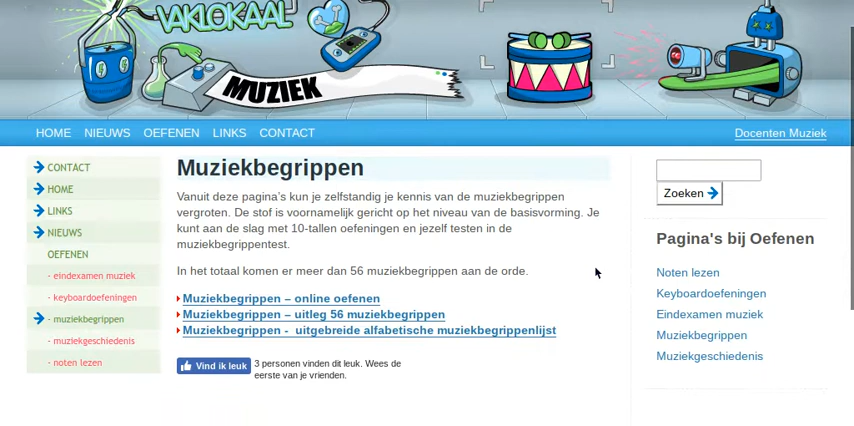 VAKLOKAAL
MUZIEK
HOME NIEUWS OEFENEN LINKS CONTACT Docenten Muziek
CONTACT
HOME
LINKS
NIEUWS
OEFENEN
- eindexamen muziek
- keyboardoefeningen
- muziekbegrippen
- muziekgeschiedenis
- noten lezen
Muziekbegrippen
Vanuit deze pagina's kun je zelfstandig je kennis van de muziekbegrippen
vergroten. De stof is voornamelijk gericht op het niveau van de basisvorming. Je
kunt aan de slag met 10-tallen oefeningen en jezelf testen in de
muziekbegrippentest.
In het totaal komen er meer dan 56 muziekbegrippen aan de orde.
Muziekbegrippen – online oefenen
Muziekbegrippen – uitleg 56 muziekbegrippen
Muziekbegrippen - uitgebreide alfabetische muziekbegrippenlijst
Vind ik leuk
3 personen vinden dit leuk. Wees de
eerste van je vrienden.
Zoeken
Pagina's bij Oefenen
Noten lezen
Keyboardoefeningen
Eindexamen muziek
Muziekbegrippen
Muziekgeschiedenis